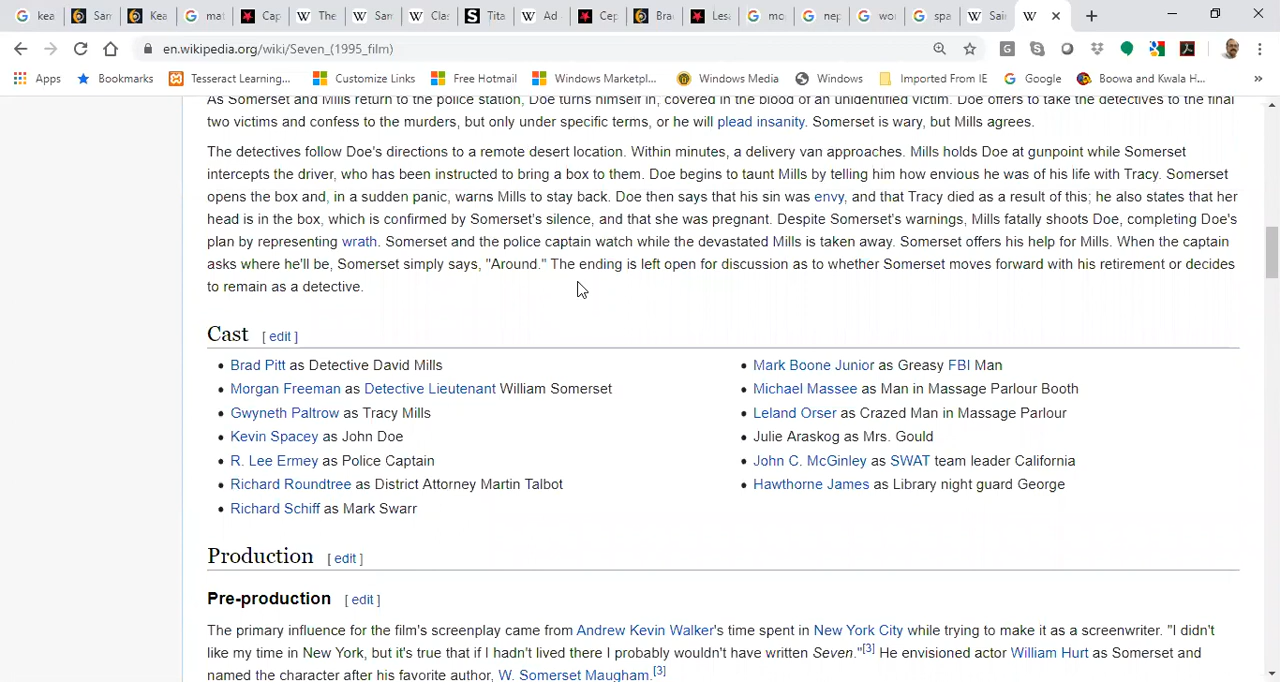 kea
San
Kea
mat
Cap
The
Sar
Cla
Tita
Ad
Cep
Bra
Lesa
mo
nep
wo
spa
Sai
en.wikipedia.org/wiki/Seven_(1995_film)
Apps
Bookmarks
Tesseract Learning...
Customize Links
Free Hotmail
Windows Marketpl...
Windows Media
Windows
Imported From IE
Google
Boowa and Kwala H...
As Somerset and Mills return to the police station, Doe turns himself in, covered in the blood of an unidentified victim. Doe offers to take the detectives to the final
two victims and confess to the murders, but only under specific terms, or he will plead insanity. Somerset is wary, but Mills agrees.
The detectives follow Doe's directions to a remote desert location. Within minutes, a delivery van approaches. Mills holds Doe at gunpoint while Somerset
intercepts the driver, who has been instructed to bring a box to them. Doe begins to taunt Mills by telling him how envious he was of his life with Tracy. Somerset
opens the box and, in a sudden panic, warns Mills to stay back. Doe then says that his sin was envy, and that Tracy died as a result of this; he also states that her
head is in the box, which is confirmed by Somerset's silence, and that she was pregnant. Despite Somerset's warnings, Mills fatally shoots Doe, completing Doe's
plan by representing wrath. Somerset and the police captain watch while the devastated Mills is taken away. Somerset offers his help for Mills. When the captain
asks where he'll be, Somerset simply says, "Around." The ending is left open for discussion as to whether Somerset moves forward with his retirement or decides
to remain as a detective.
Cast [ edit ]
Brad Pitt as Detective David Mills
Morgan Freeman as Detective Lieutenant William Somerset
Gwyneth Paltrow as Tracy Mills
Kevin Spacey as John Doe
R. Lee Ermey as Police Captain
Richard Roundtree as District Attorney Martin Talbot
Richard Schiff as Mark Swarr
Mark Boone Junior as Greasy FBI Man
Michael Massee as Man in Massage Parlour Booth
Leland Orser as Crazed Man in Massage Parlour
Julie Araskog as Mrs. Gould
John C. McGinley as SWAT team leader California
Hawthorne James as Library night guard George
Production [ edit ]
Pre-production [ edit ]
The primary influence for the film's screenplay came from Andrew Kevin Walker's time spent in New York City while trying to make it as a screenwriter. "I didn't
like my time in New York, but it's true that if I hadn't lived there I probably wouldn't have written Seven."[3] He envisioned actor William Hurt as Somerset and
named the character after his favorite author, W. Somerset Maugham.[3]